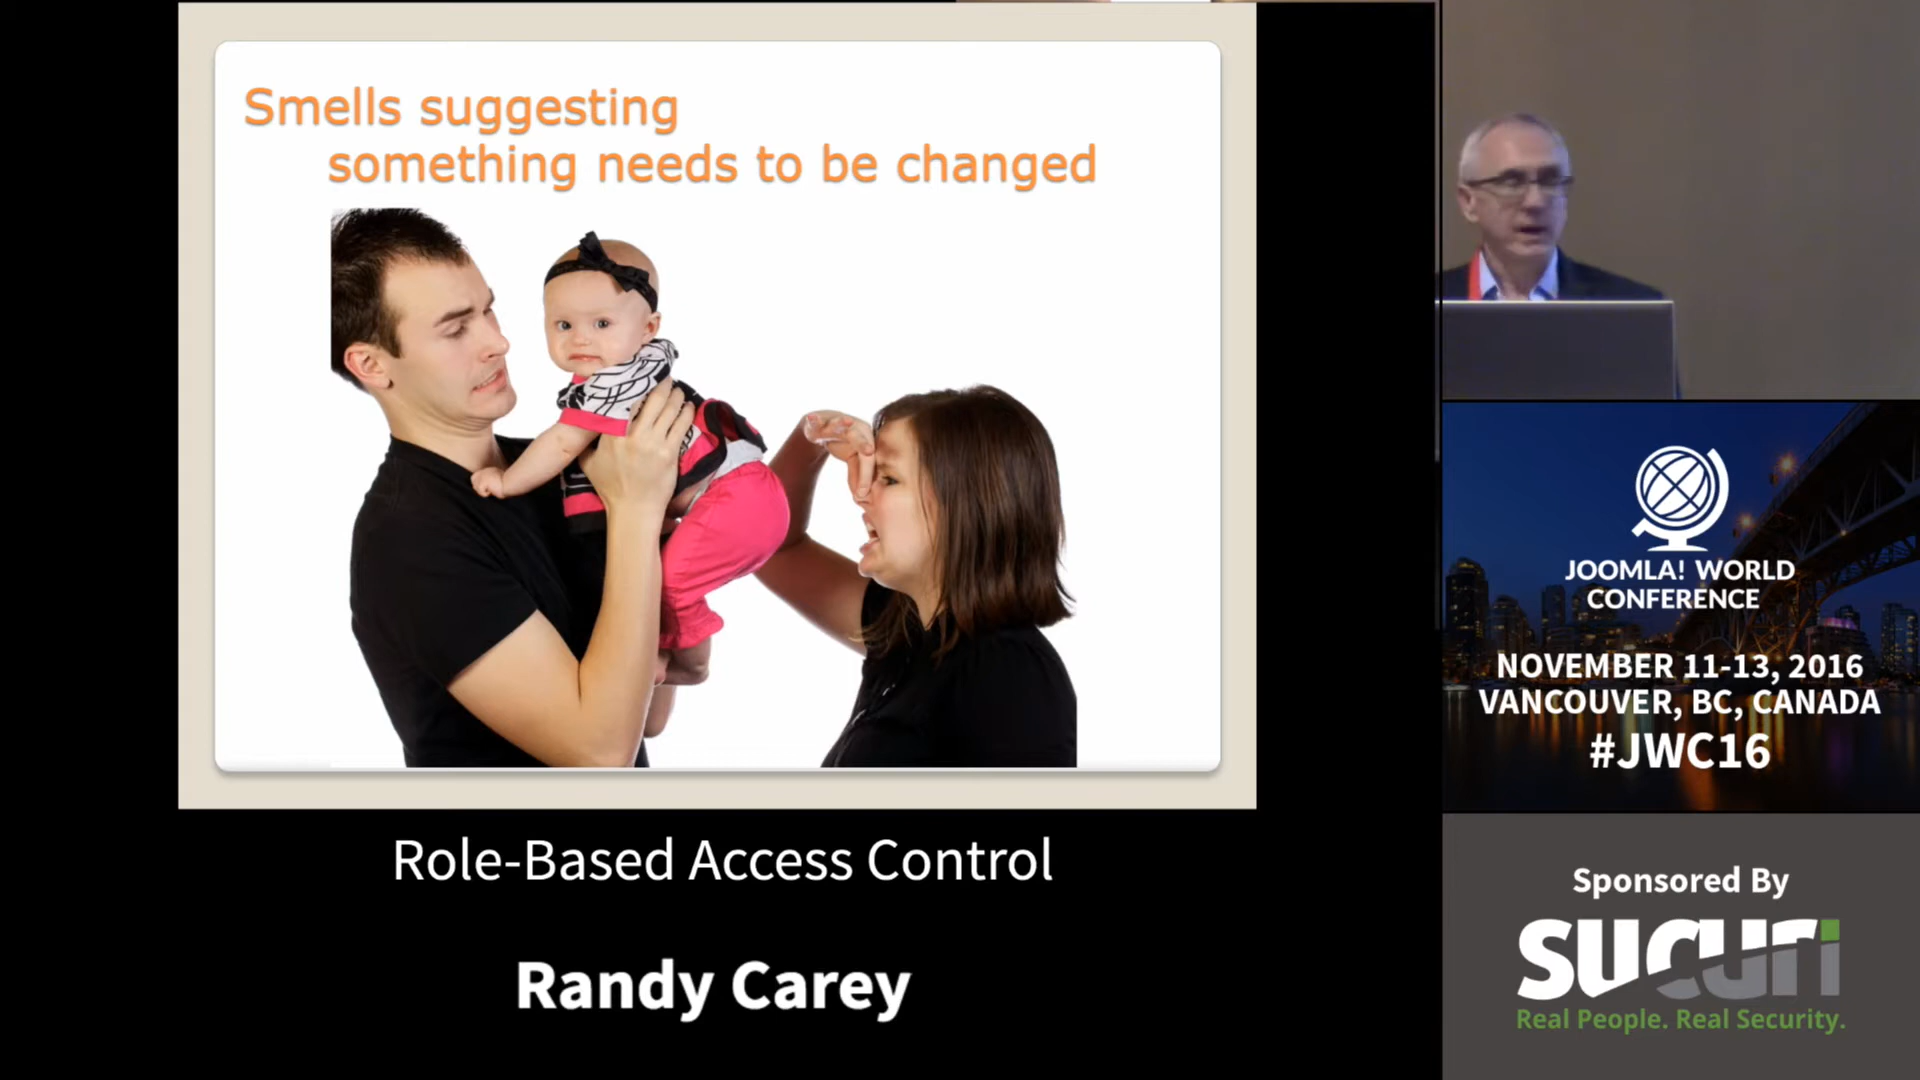 Smells suggesting
something needs to be changed
Role-Based Access Control
Randy Carey
JOOMLA! WORLD
CONFERENCE
NOVEMBER 11-13, 2016
VANCOUVER, BC, CANADA
#JWC16
Sponsored By
SUCURI
Real People. Real Security.